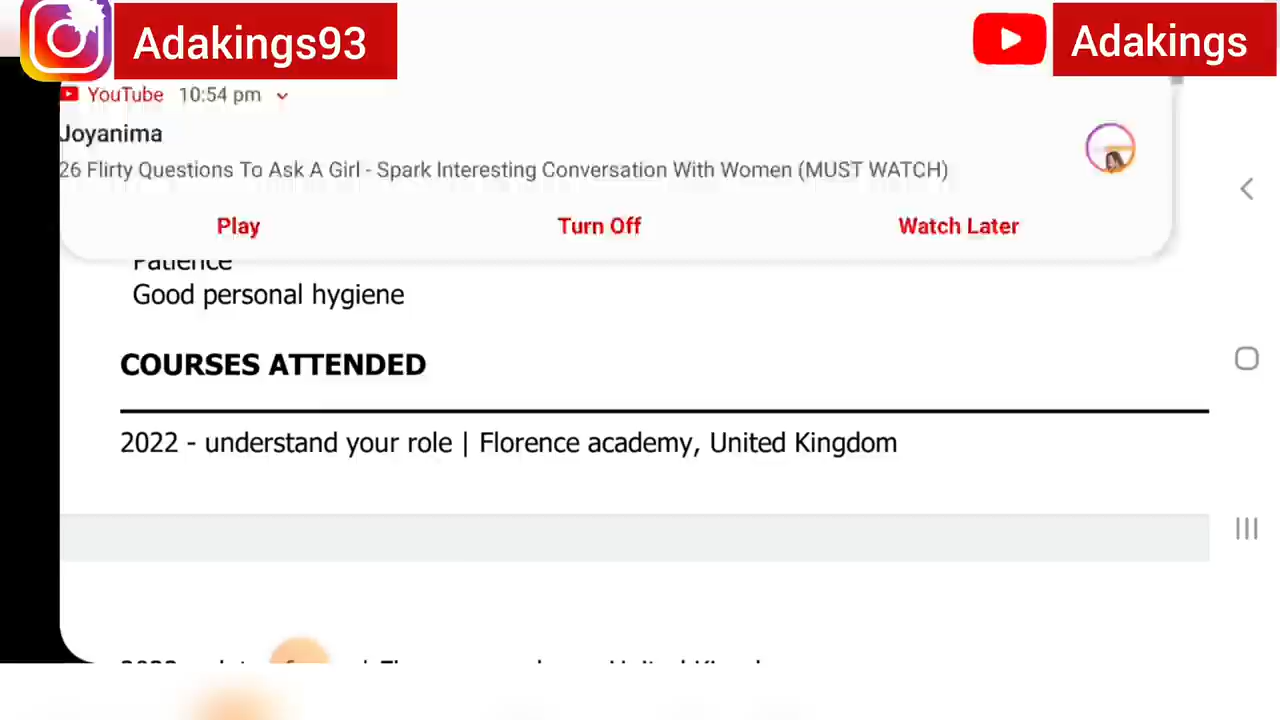 Adakings93
Adakings
YouTube 10:54 pm
Joyanima
26 Flirty Questions To Ask A Girl - Spark Interesting Conversation With Women (MUST WATCH)
Play Turn Off Watch Later
Patience
Good personal hygiene
COURSES ATTENDED
2022 - understand your role | Florence academy, United Kingdom